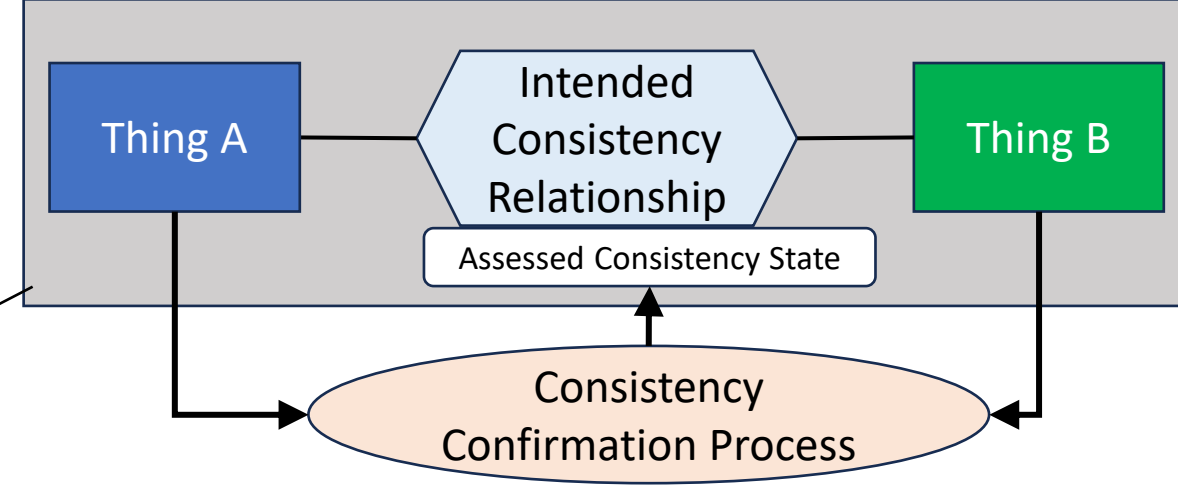 Thing A
Intended
Consistency
Relationship
Thing B
Assessed Consistency State
Consistency
Confirmation Process